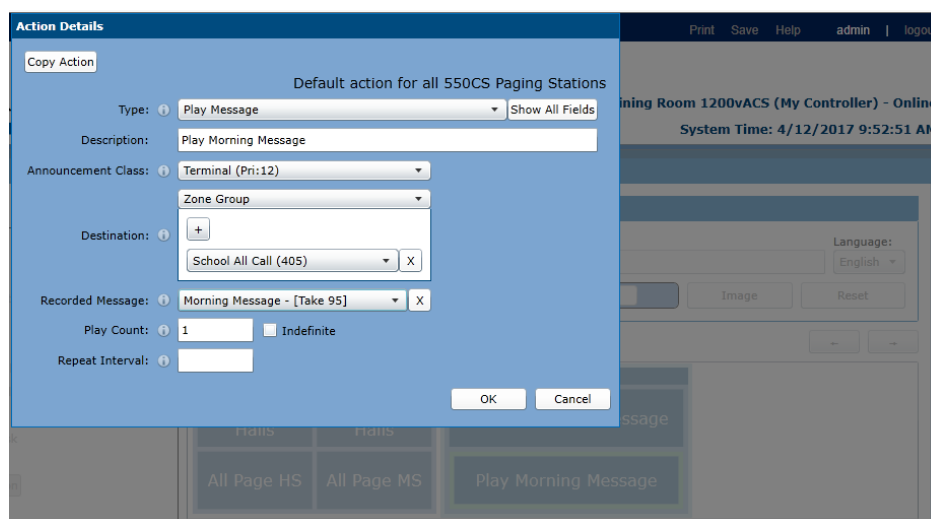 Action Details
Print Save Help admin | logou
Copy Action
Default action for all 550CS Paging Stations
Type: Play Message Show All Fields
ining Room 1200vACS (My Controller) - Online
Description: Play Morning Message
System Time: 4/12/2017 9:52:51 AM
Announcement Class: Terminal (Pri:12)
Zone Group
Destination: +
School All Call (405) X
Language:
English
Recorded Message: Morning Message - [Take 95] X
Image Reset
Play Count: 1 Indefinite
Repeat Interval:
← →
OK Cancel
Halls Halls ssage
All Page HS All Page MS Play Morning Message